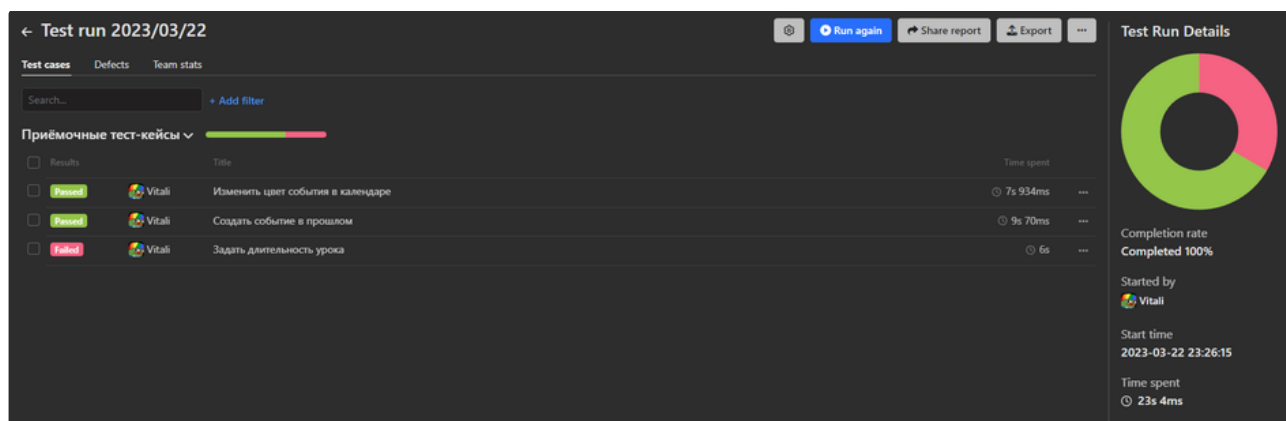 ← Test run 2023/03/22
Run again
Share report
Export
...
Test cases
Defects
Team stats
Search...
+ Add filter
Приёмочные тест-кейсы
Results
Title
Time spent
Passed Vitali Изменить цвет события в календаре 7s 934ms ...
Passed Vitali Создать событие в прошлом 9s 70ms ...
Failed Vitali Задать длительность урока 6s ...
Test Run Details
Completion rate
Completed 100%
Started by
Vitali
Start time
2023-03-22 23:26:15
Time spent
23s 4ms